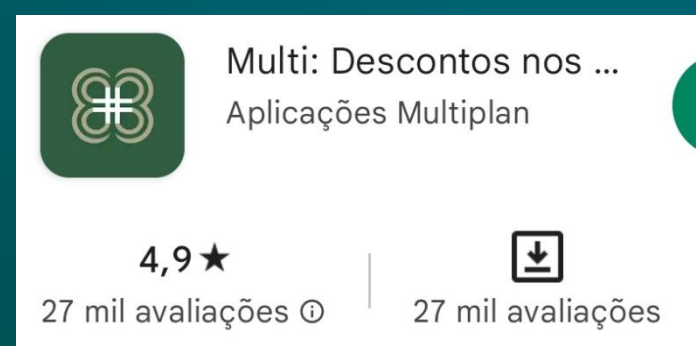 Multi: Descontos nos ...
Aplicações Multiplan
4,9★
27 mil avaliações ⓘ
27 mil avaliações